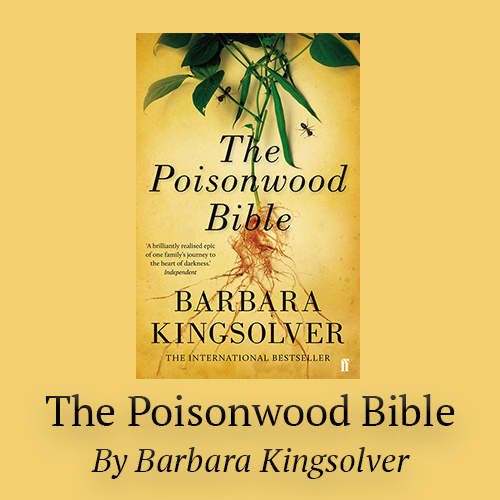 The
Poisonwood
Bible
‘A brilliantly realised epic
of one family’s journey to
the heart of darkness.’
Independent
BARBARA
KINGSOLVER
THE INTERNATIONAL BESTSELLER
ff
The Poisonwood Bible
By Barbara Kingsolver